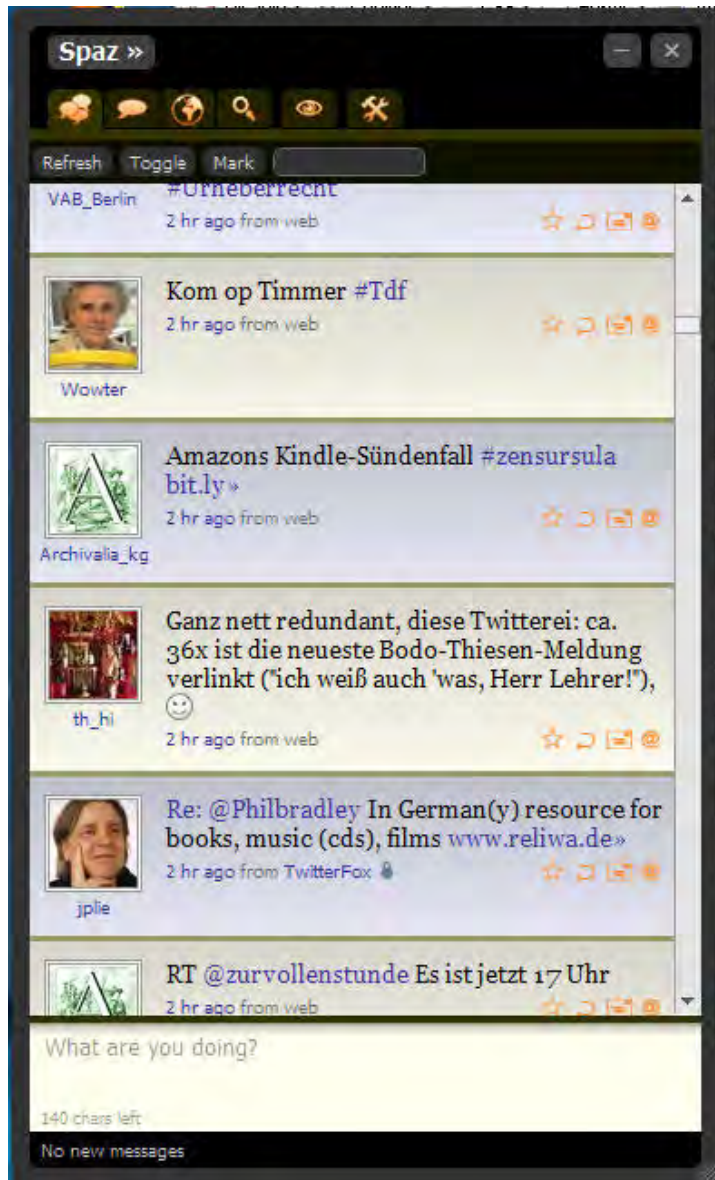 Spaz »
Refresh Toggle Mark
#Urheberrecht
VAB_Berlin
2 hr ago from web
Kom op Timmer #Tdf
2 hr ago from web
Wowter
Amazons Kindle-Sündenfall #zensursula
bit.ly»
2 hr ago from web
Archivalia_kg
Ganz nett redundant, diese Twitterei: ca.
36x ist die neueste Bodo-Thiesen-Meldung
verlinkt ("ich weiß auch 'was, Herr Lehrer!"),
th_hi
2 hr ago from web
Re: @Philbradley In German(y) resource for
books, music (cds), films www.reliwa.de»
2 hr ago from TwitterFox
jplie
RT @zurvollenstunde Es ist jetzt 17 Uhr
2 hr ago from web
What are you doing?
140 chars left
No new messages